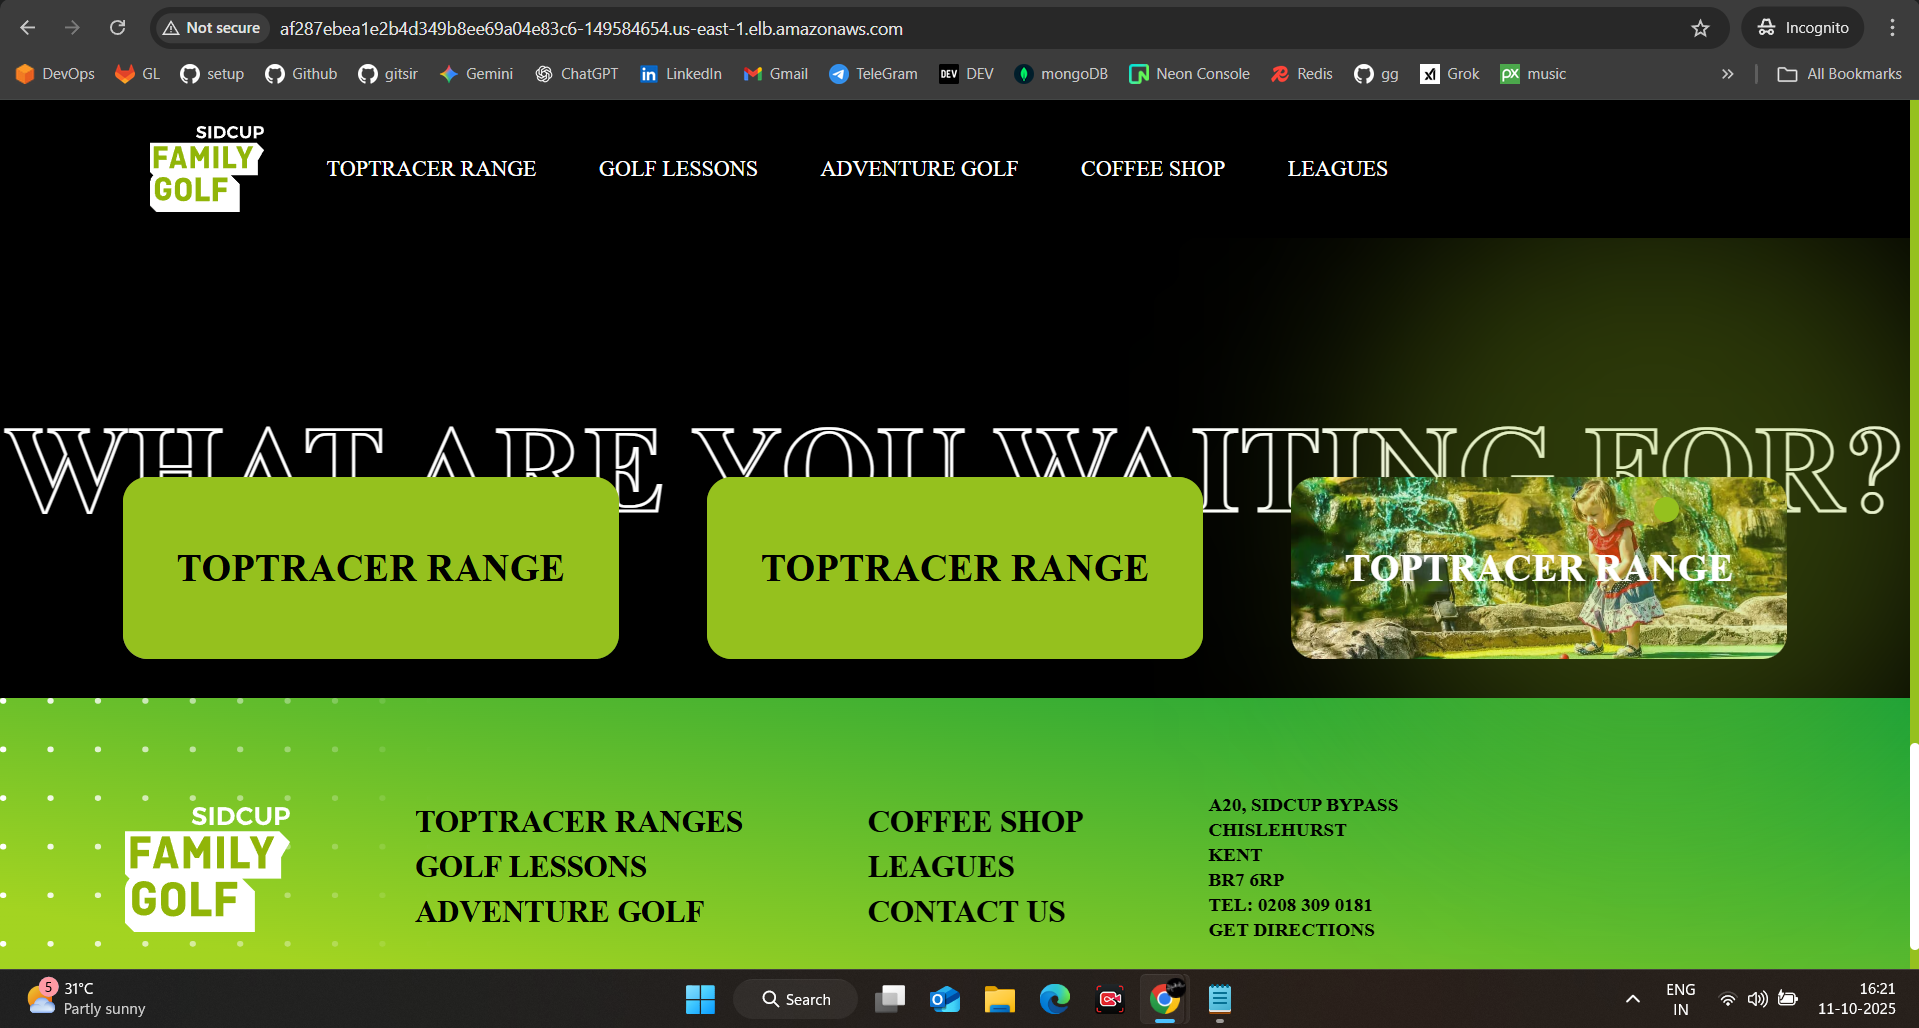 Not secure af287ebea1e2b4d349b8ee69a04e83c6-149584654.us-east-1.elb.amazonaws.com Incognito
DevOps GL setup Github gitsir Gemini ChatGPT LinkedIn Gmail TeleGram DEV DEV mongoDB Neon Console Redis gg xI Grok px music » All Bookmarks
SIDCUP
FAMILY
GOLF
TOPTRACER RANGE GOLF LESSONS ADVENTURE GOLF COFFEE SHOP LEAGUES
WHAT ARE YOU WAITING FOR?
TOPTRACER RANGE TOPTRACER RANGE TOPTRACER RANGE
SIDCUP
FAMILY
GOLF
TOPTRACER RANGES
GOLF LESSONS
ADVENTURE GOLF
COFFEE SHOP
LEAGUES
CONTACT US
A20, SIDCUP BYPASS
CHISLEHURST
KENT
BR7 6RP
TEL: 0208 309 0181
GET DIRECTIONS
5
31°C
Partly sunny
Search
ENG
IN
16:21
11-10-2025